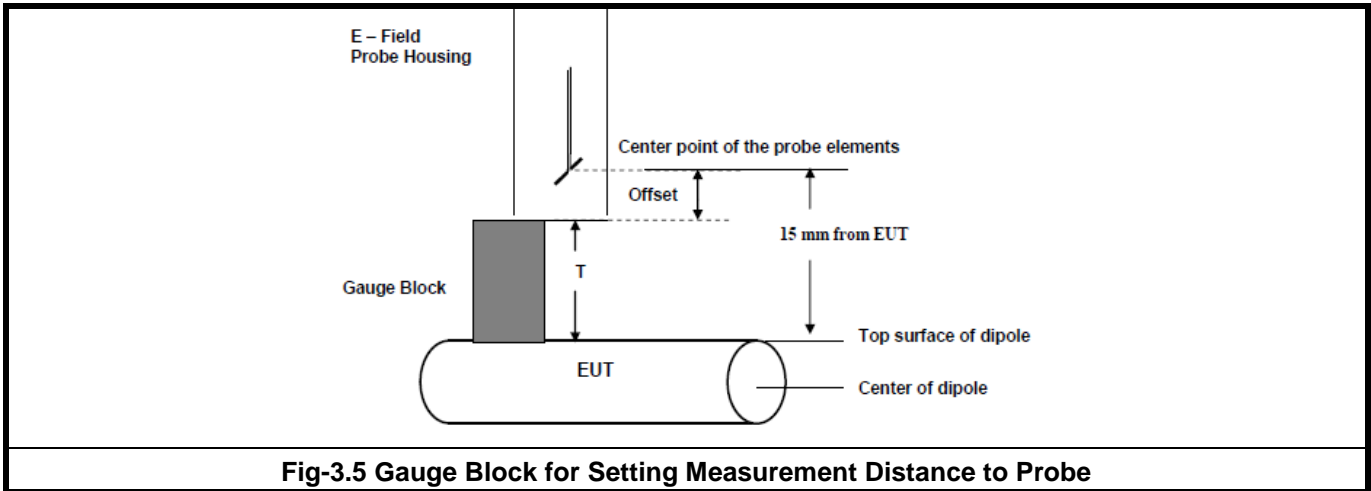 E – Field
Probe Housing
Center point of the probe elements
Offset
15 mm from EUT
T
Gauge Block
Top surface of dipole
EUT
Center of dipole
Fig-3.5 Gauge Block for Setting Measurement Distance to Probe